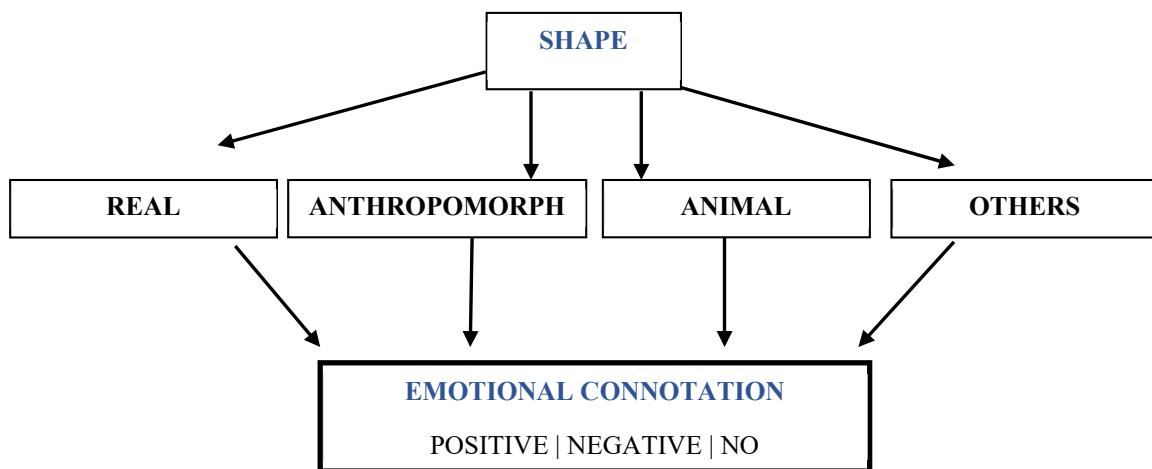 SHAPE
REAL
ANTHROPOMORPH
ANIMAL
OTHERS
EMOTIONAL CONNOTATION
POSITIVE | NEGATIVE | NO